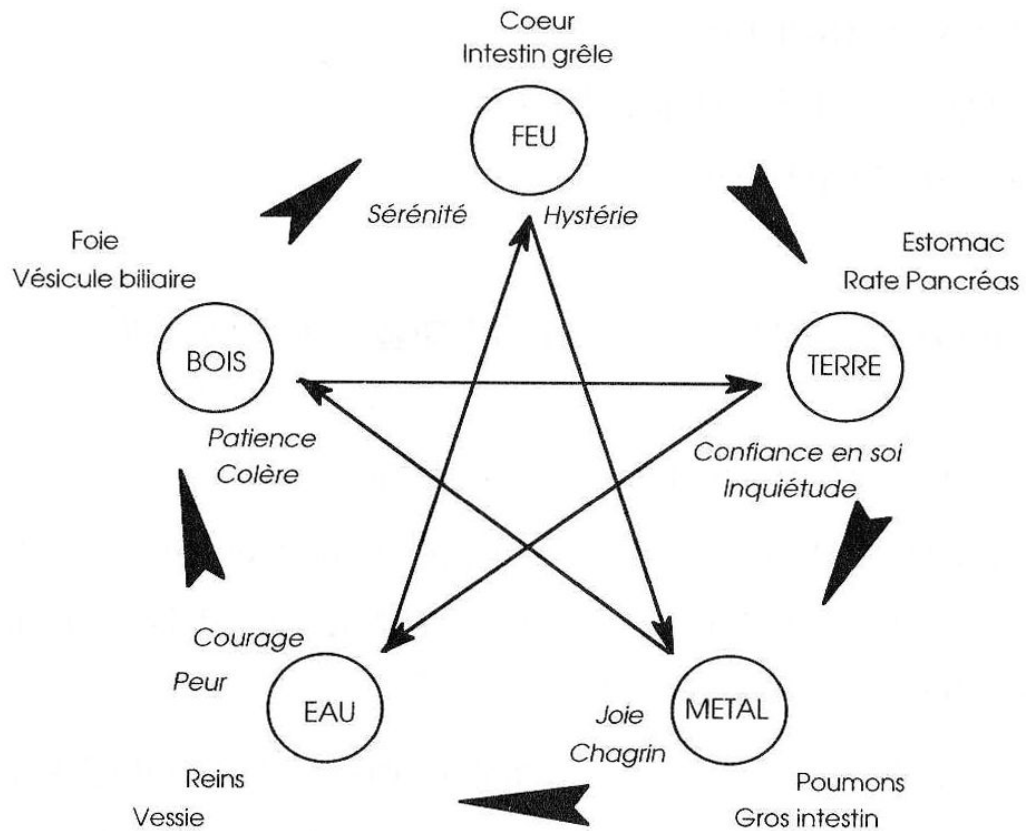 Coeur
Intestin grêle
FEU
Sérénité
Hystérie
Foie
Vésicule biliaire
BOIS
Patience
Colère
Estomac
Rate Pancréas
TERRE
Confiance en soi
Inquiétude
Courage
Peur
EAU
Reins
Vessie
Joie
Chagrin
METAL
Poumons
Gros intestin